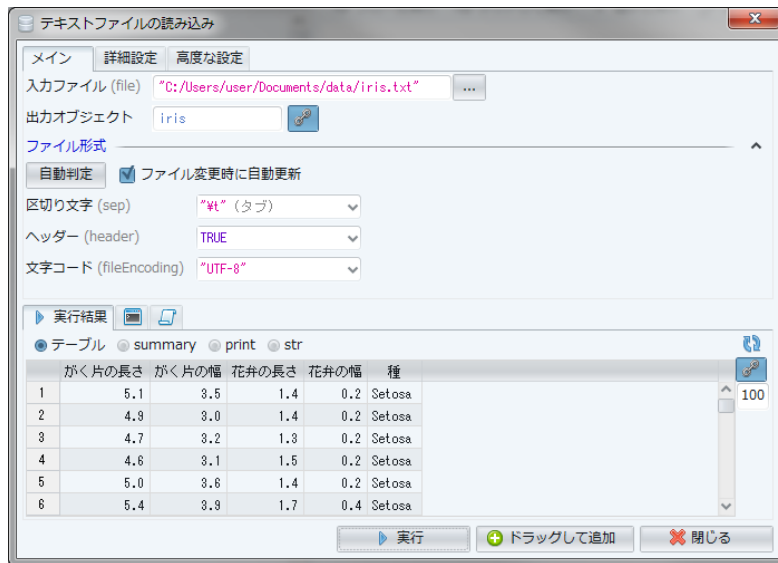 テキストファイルの読み込み
メイン 詳細設定 高度な設定
入力ファイル (file) "C:/Users/user/Documents/data/iris.txt" ...
出力オブジェクト iris
ファイル形式
自動判定 ファイル変更時に自動更新
区切り文字 (sep) "¥t" (タブ)
ヘッダー (header) TRUE
文字コード (fileEncoding) "UTF-8"
実行結果
テーブル summary print str
がく片の長さ がく片の幅 花弁の長さ 花弁の幅 種
1 5.1 3.5 1.4 0.2 Setosa 100
2 4.9 3.0 1.4 0.2 Setosa
3 4.7 3.2 1.3 0.2 Setosa
4 4.6 3.1 1.5 0.2 Setosa
5 5.0 3.6 1.4 0.2 Setosa
6 5.4 3.9 1.7 0.4 Setosa
実行 ドラッグして追加 閉じる